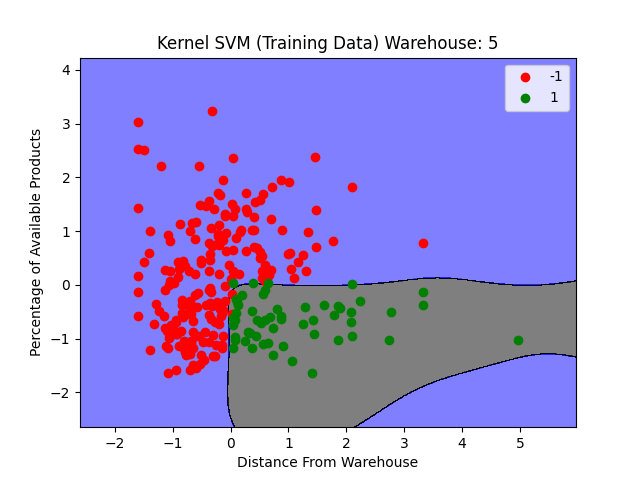 Kernel SVM (Training Data) Warehouse: 5
-1
1
4
3
2
1
0
−1
−2
Percentage of Available Products
−2 −1 0 1 2 3 4 5
Distance From Warehouse